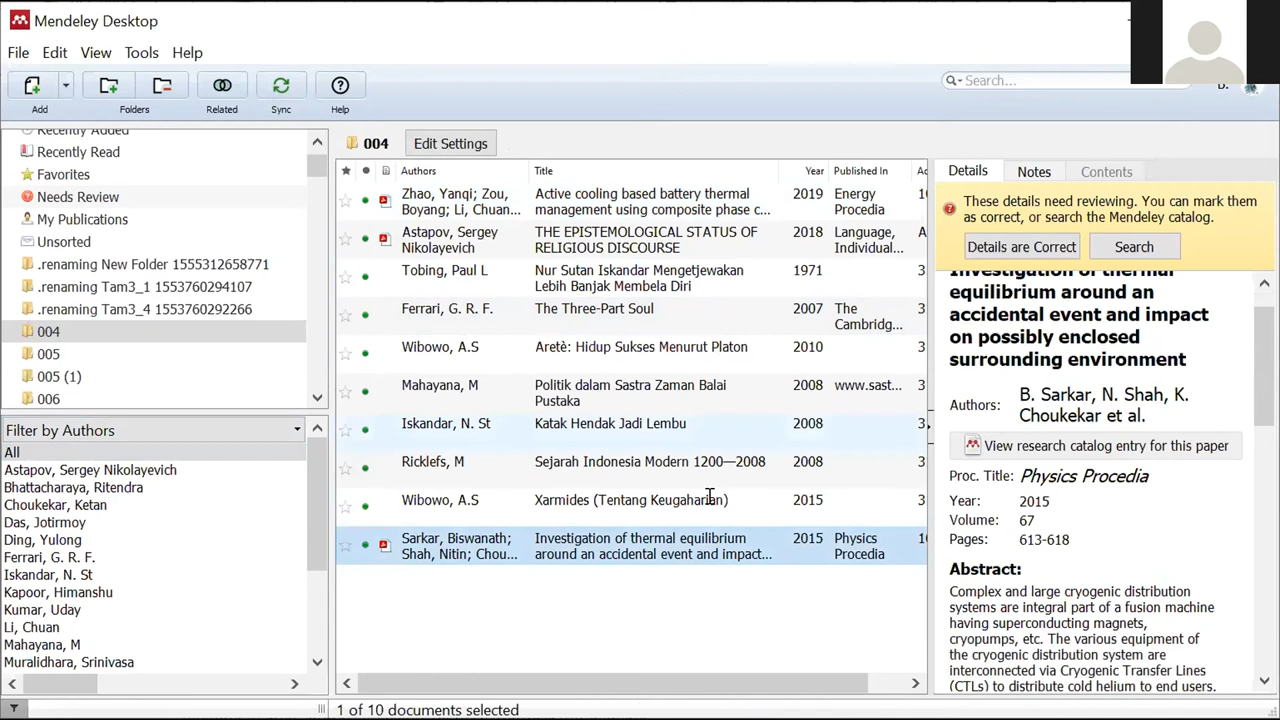 Mendeley Desktop
File Edit View Tools Help
Add Folders Related Sync Help
Search...
B.
Recently Added
Recently Read
Favorites
Needs Review
My Publications
Unsorted
.renaming New Folder 1555312658771
.renaming Tam3_1 1553760294107
.renaming Tam3_4 1553760292266
004
005
005 (1)
006
Filter by Authors
All
Astapov, Sergey Nikolayevich
Bhattacharaya, Ritendra
Choukekar, Ketan
Das, Jotirmoy
Ding, Yulong
Ferrari, G. R. F.
Iskandar, N. St
Kapoor, Himanshu
Kumar, Uday
Li, Chuan
Mahayana, M
Muralidhara, Srinivasa
004 Edit Settings
Authors Title Year Published In Ad
Zhao, Yanqi; Zou, Active cooling based battery thermal 2019 Energy 10
Boyang; Li, Chuan... management using composite phase c... Procedia
Astapov, Sergey THE EPISTEMOLOGICAL STATUS OF 2018 Language, A
Nikolayevich RELIGIOUS DISCOURSE Individual...
Tobing, Paul L Nur Sutan Iskandar Mengetjewakan 1971 3
Lebih Banjak Membela Diri
Ferrari, G. R. F. The Three-Part Soul 2007 The 3
Cambridg...
Wibowo, A.S Aretè: Hidup Sukses Menurut Platon 2010 3
Mahayana, M Politik dalam Sastra Zaman Balai 2008 www.sast... 3
Pustaka
Iskandar, N. St Katak Hendak Jadi Lembu 2008 3
Ricklefs, M Sejarah Indonesia Modern 1200—2008 2008 3
Wibowo, A.S Xarmides (Tentang Keugaharian) 2015 3
Sarkar, Biswanath; Investigation of thermal equilibrium 2015 Physics 10
Shah, Nitin; Chou... around an accidental event and impact... Procedia
1 of 10 documents selected
Details Notes Contents
These details need reviewing. You can mark them
as correct, or search the Mendeley catalog.
Details are Correct Search
Investigation of thermal
equilibrium around an
accidental event and impact
on possibly enclosed
surrounding environment
Authors: B. Sarkar, N. Shah, K.
Choukekar et al.
View research catalog entry for this paper
Proc. Title: Physics Procedia
Year: 2015
Volume: 67
Pages: 613-618
Abstract:
Complex and large cryogenic distribution
systems are integral part of a fusion machine
having superconducting magnets,
cryopumps, etc. The various equipment of
the cryogenic distribution system are
interconnected via Cryogenic Transfer Lines
(CTLs) to distribute cold helium to end users.